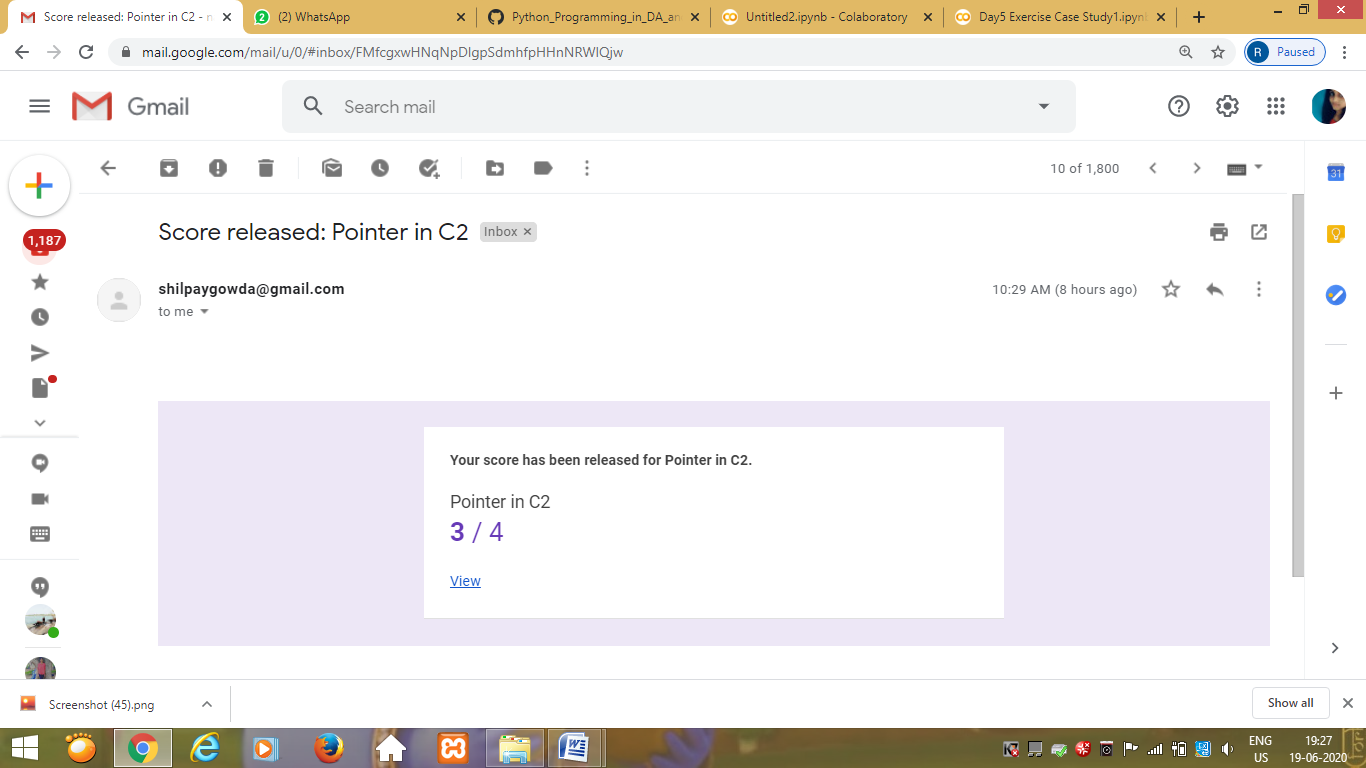 Score released: Pointer in C2 - n
(2) WhatsApp
Python_Programming_in_DA_an
Untitled2.ipynb - Colaboratory
Day5 Exercise Case Study1.ipyn
mail.google.com/mail/u/0/#inbox/FMfcgxwHNqNpDlgpSdmhfpHHnNRWlQjw
R Paused
Gmail
Search mail
10 of 1,800
31
1,187
Score released: Pointer in C2
Inbox
shilpaygowda@gmail.com
10:29 AM (8 hours ago)
to me
Your score has been released for Pointer in C2.
Pointer in C2
3 / 4
View
Screenshot (45).png
Show all
ENG
US
19:27
19-06-2020